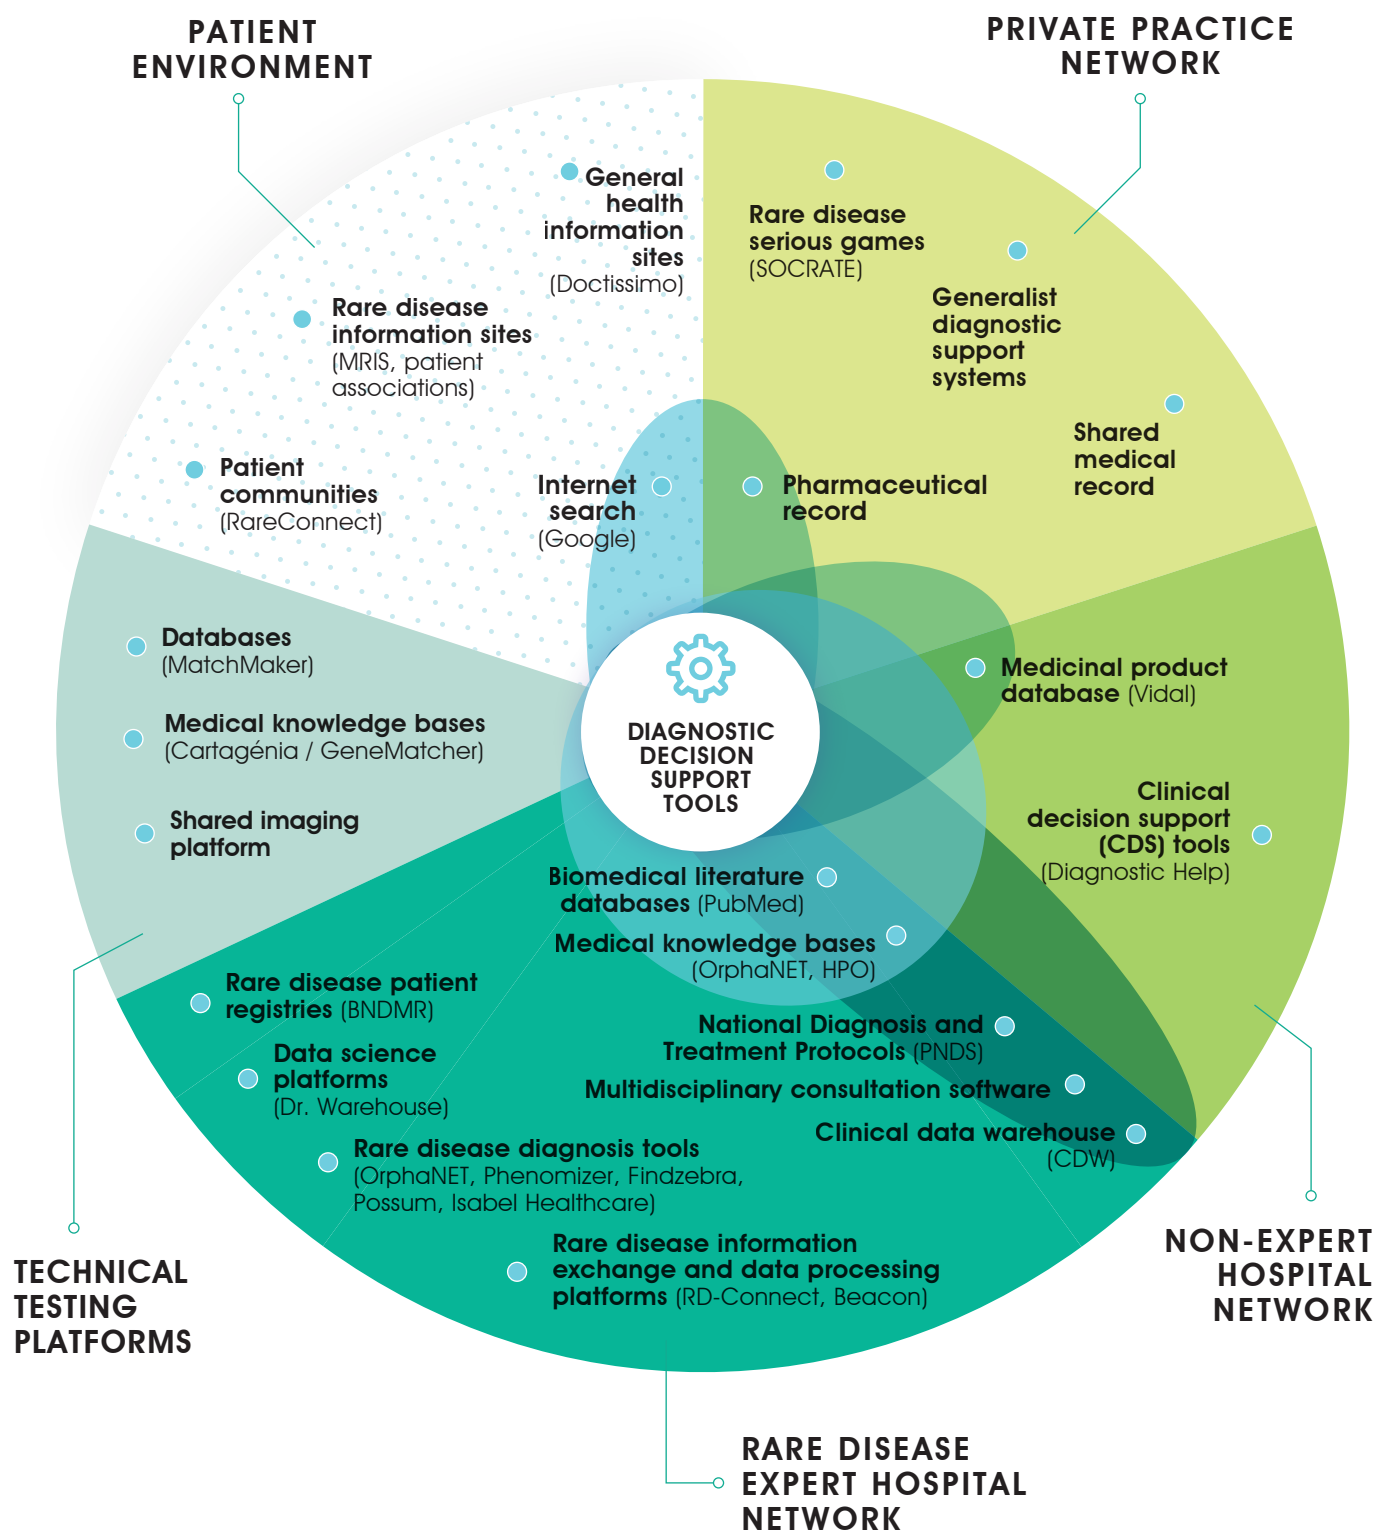 PATIENT
ENVIRONMENT
PRIVATE PRACTICE
NETWORK
General
health
information
sites
(Doctissimo)
Rare disease
information sites
(MRIS, patient
associations)
Patient
communities
(RareConnect)
Internet
search
(Google)
Rare disease
serious games
(SOCRATE)
Generalist
diagnostic
support
systems
Shared
medical
record
Pharmaceutical
record
Databases
(MatchMaker)
Medical knowledge bases
(Cartagénia / GeneMatcher)
Shared imaging
platform
DIAGNOSTIC
DECISION
SUPPORT
TOOLS
Medicinal product
database (Vidal)
Clinical
decision support
(CDS) tools
(Diagnostic Help)
Biomedical literature
databases (PubMed)
Medical knowledge bases
(OrphaNET, HPO)
National Diagnosis and
Treatment Protocols (PNDS)
Multidisciplinary consultation software
Clinical data warehouse
(CDW)
Rare disease patient
registries (BNDMR)
Data science
platforms
(Dr. Warehouse)
Rare disease diagnosis tools
(OrphaNET, Phenomizer, Findzebra,
Possum, Isabel Healthcare)
Rare disease information
exchange and data processing
platforms (RD-Connect, Beacon)
TECHNICAL
TESTING
PLATFORMS
NON-EXPERT
HOSPITAL
NETWORK
RARE DISEASE
EXPERT HOSPITAL
NETWORK